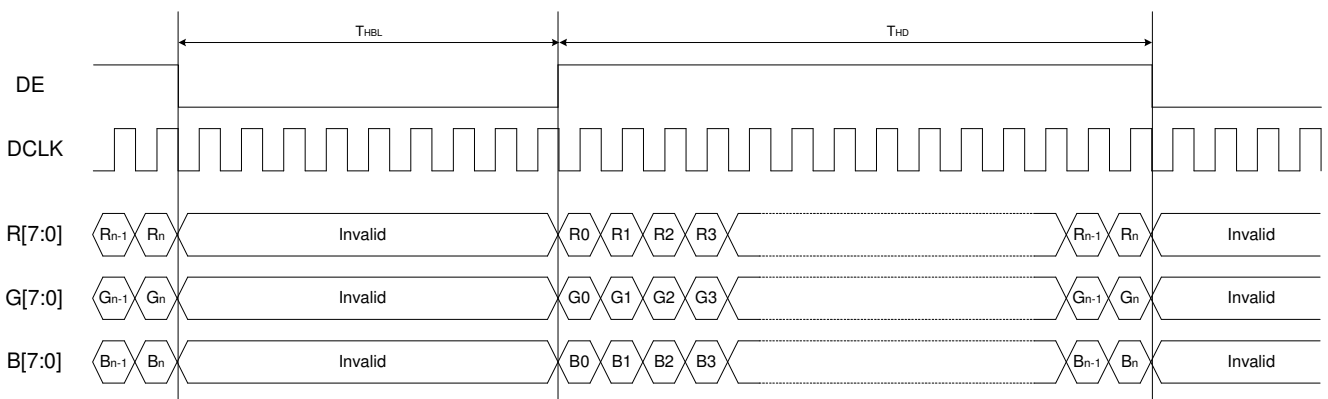 THBL THD
DE
DCLK
R[7:0] Rn-1 Rn Invalid R0 R1 R2 R3 Rn-1 Rn Invalid
G[7:0] Gn-1 Gn Invalid G0 G1 G2 G3 Gn-1 Gn Invalid
B[7:0] Bn-1 Bn Invalid B0 B1 B2 B3 Bn-1 Bn Invalid